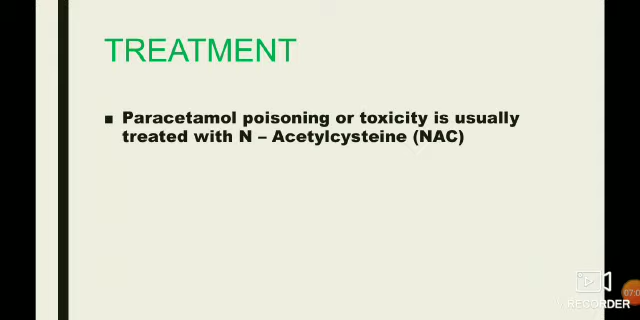 TREATMENT
▪ Paracetamol poisoning or toxicity is usually
treated with N – Acetylcysteine (NAC)
RECORDER